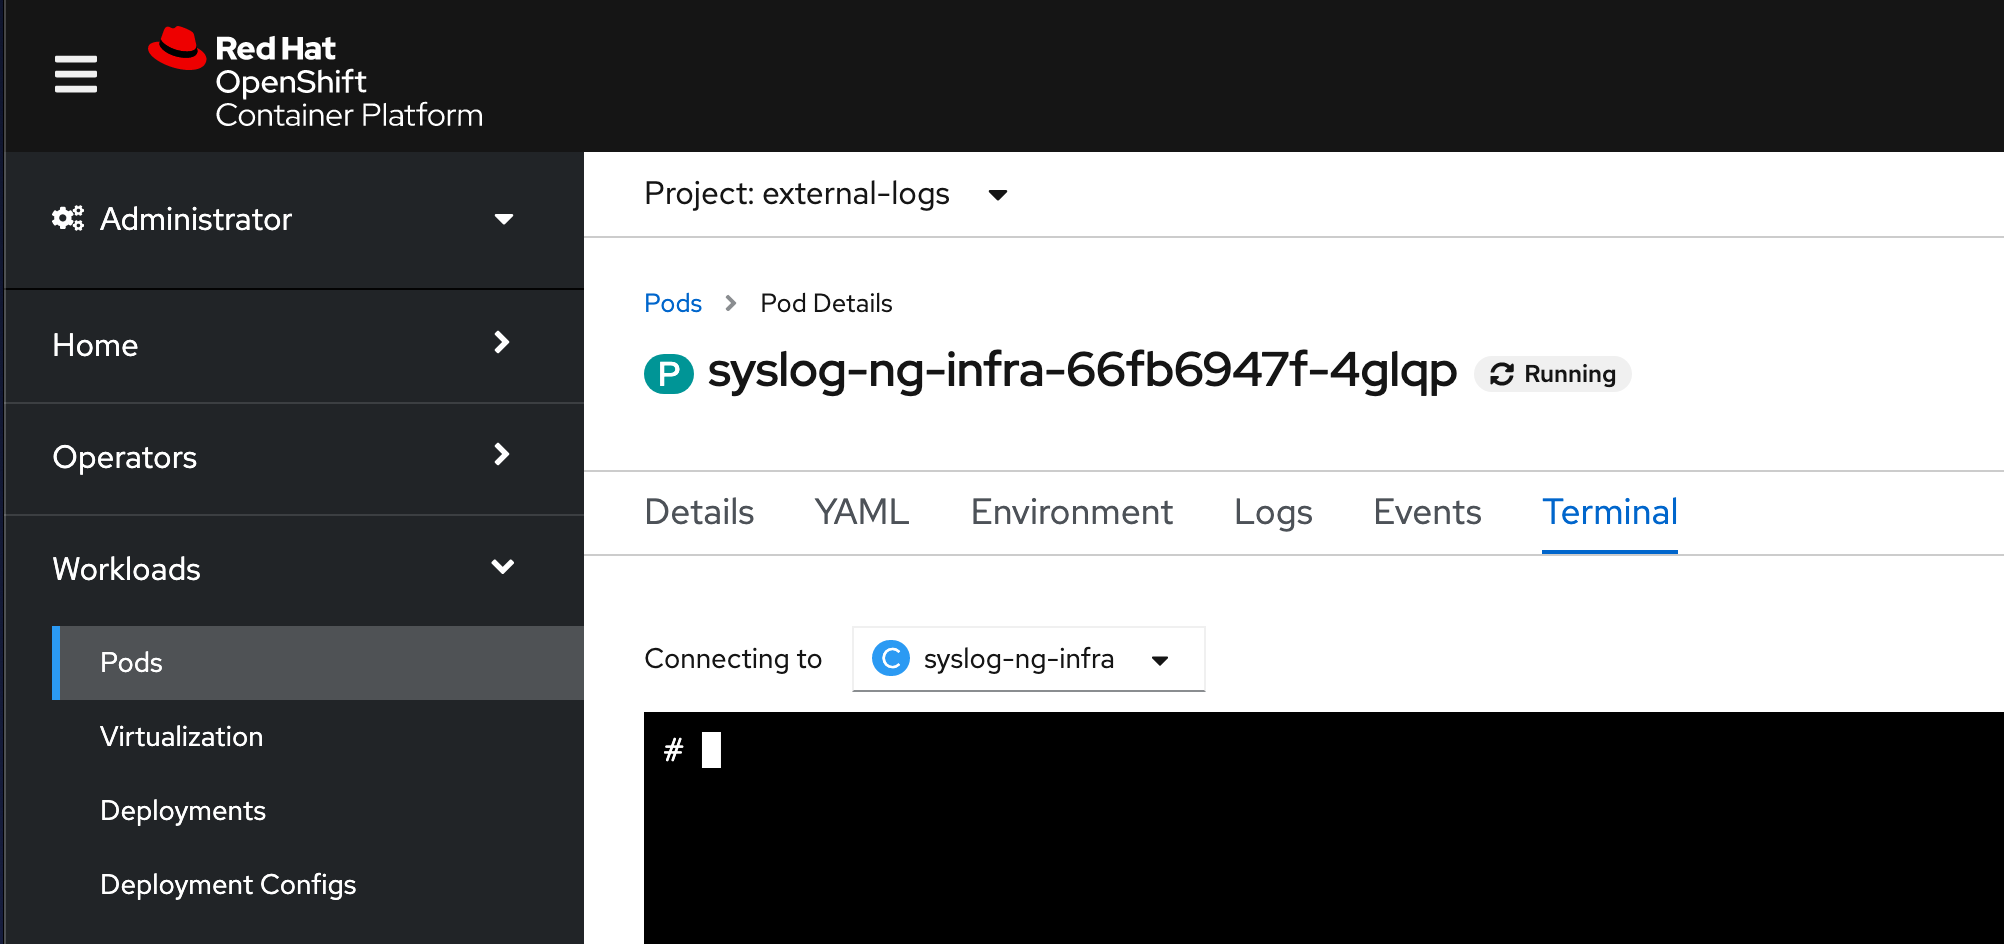 Red Hat
OpenShift
Container Platform
Administrator
Home
Operators
Workloads
Pods
Virtualization
Deployments
Deployment Configs
Project: external-logs
Pods > Pod Details
P syslog-ng-infra-66fb6947f-4glqp Running
Details YAML Environment Logs Events Terminal
Connecting to C syslog-ng-infra
#